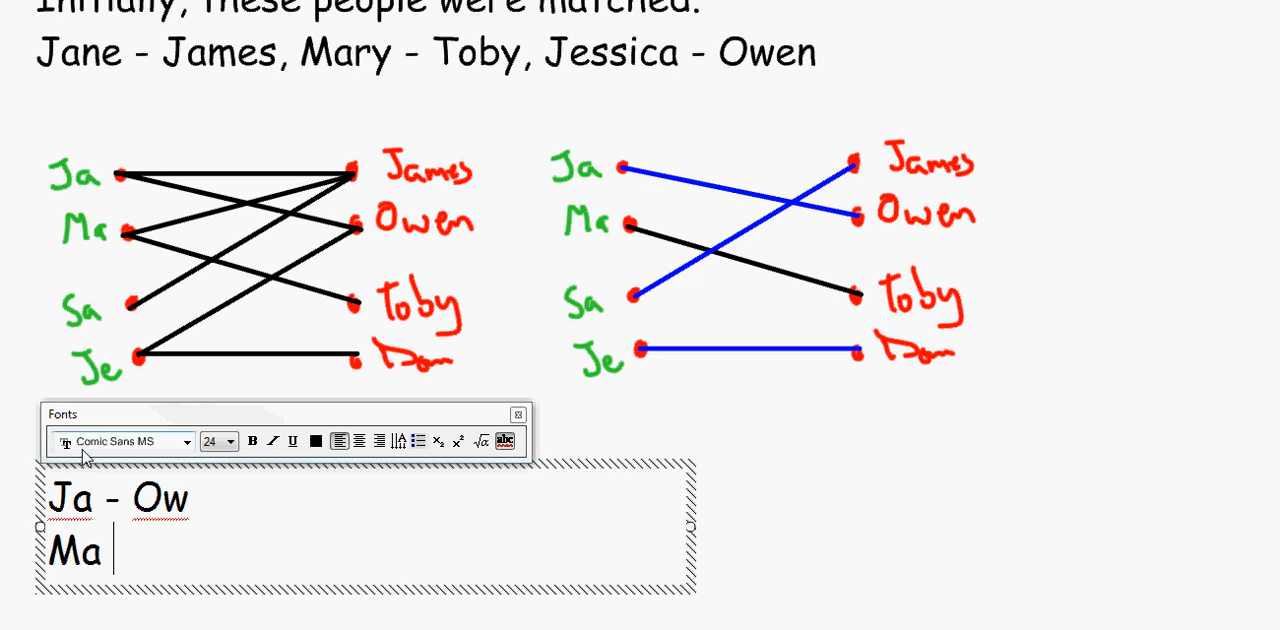 Initially, these people were matched:
Jane - James, Mary - Toby, Jessica - Owen
Ja James Ja James
Ma Owen Ma Owen
Sa Toby Sa Toby
Je Dom Je Dom
Fonts
Comic Sans MS 24 B I U abc
Ja - Ow
Ma